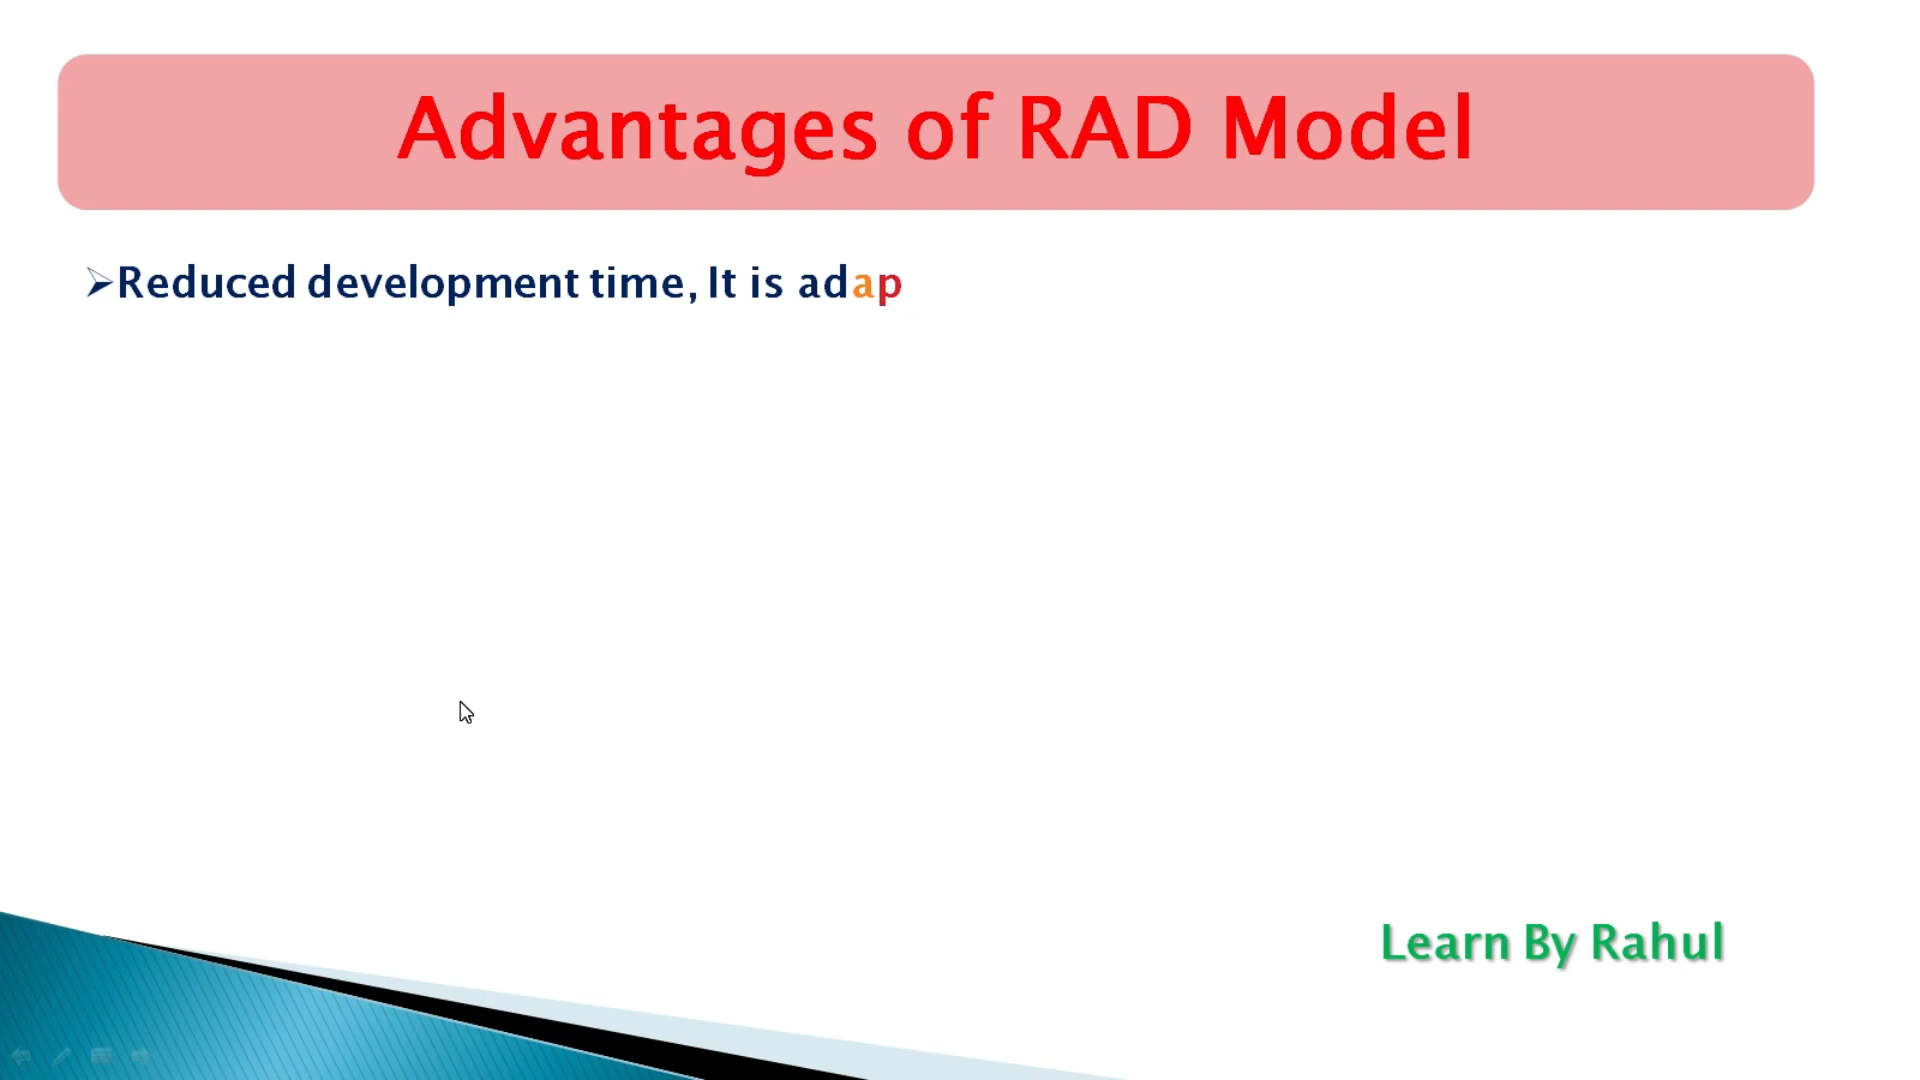 Advantages of RAD Model
Reduced development time, It is adap
Learn By Rahul